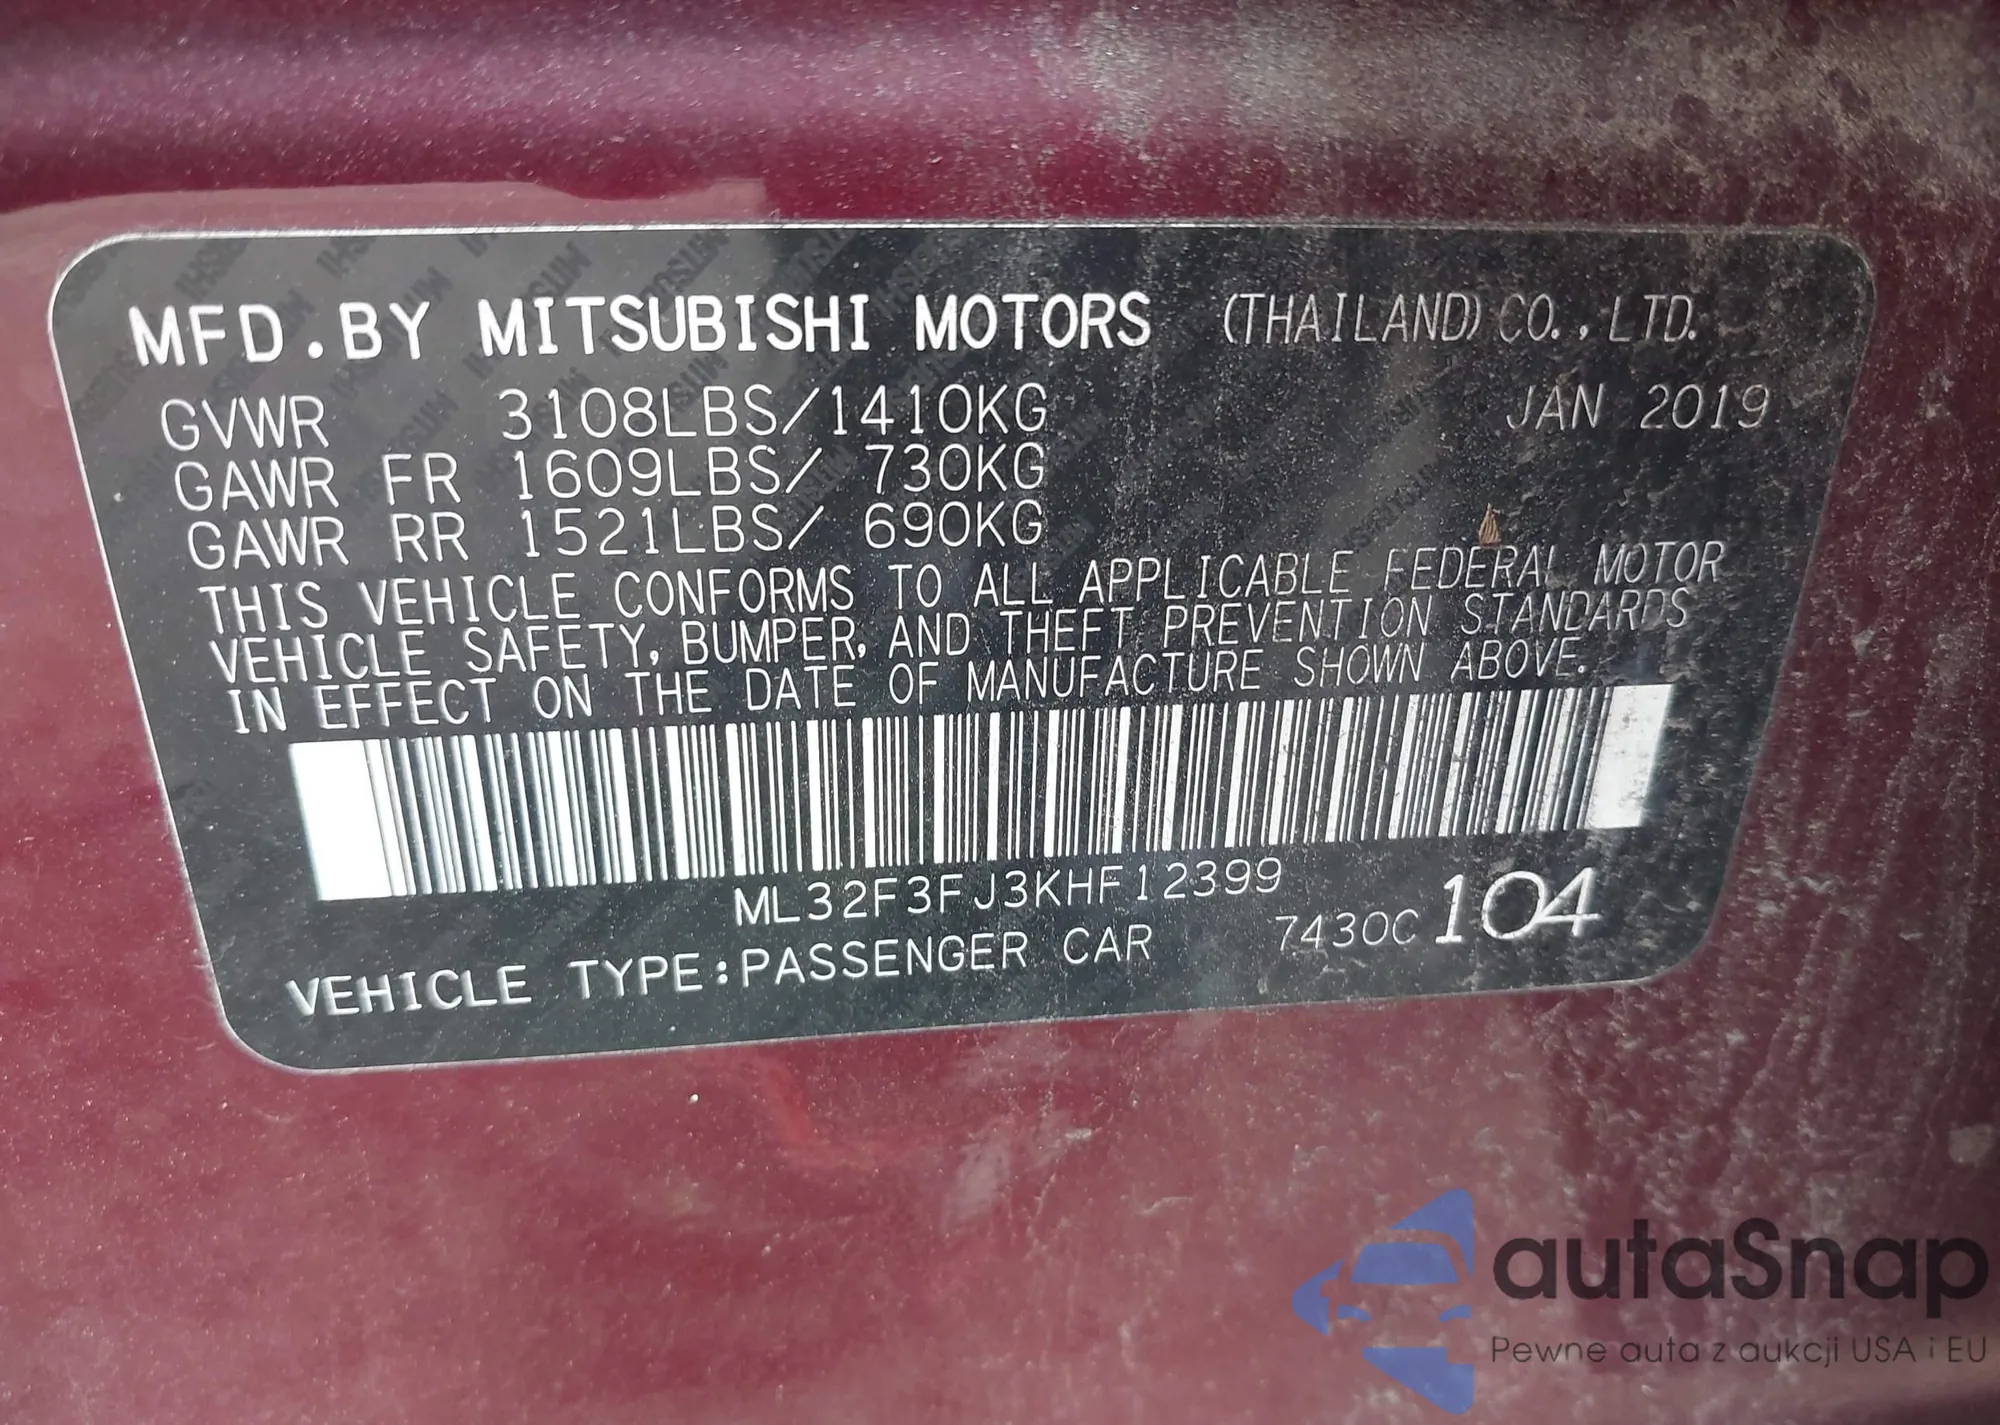 MFD.BY MITSUBISHI MOTORS (THAILAND) CO., LTD.
GVWR 3108LBS/1410KG JAN 2019
GAWR FR 1609LBS/ 730KG
GAWR RR 1521LBS/ 690KG
THIS VEHICLE CONFORMS TO ALL APPLICABLE FEDERAL MOTOR
VEHICLE SAFETY, BUMPER, AND THEFT PREVENTION STANDARDS
IN EFFECT ON THE DATE OF MANUFACTURE SHOWN ABOVE.
ML32F3FJ3KHF12399
VEHICLE TYPE:PASSENGER CAR 7430C 104
autaSnap
Pewne auta z aukcji USA i EU